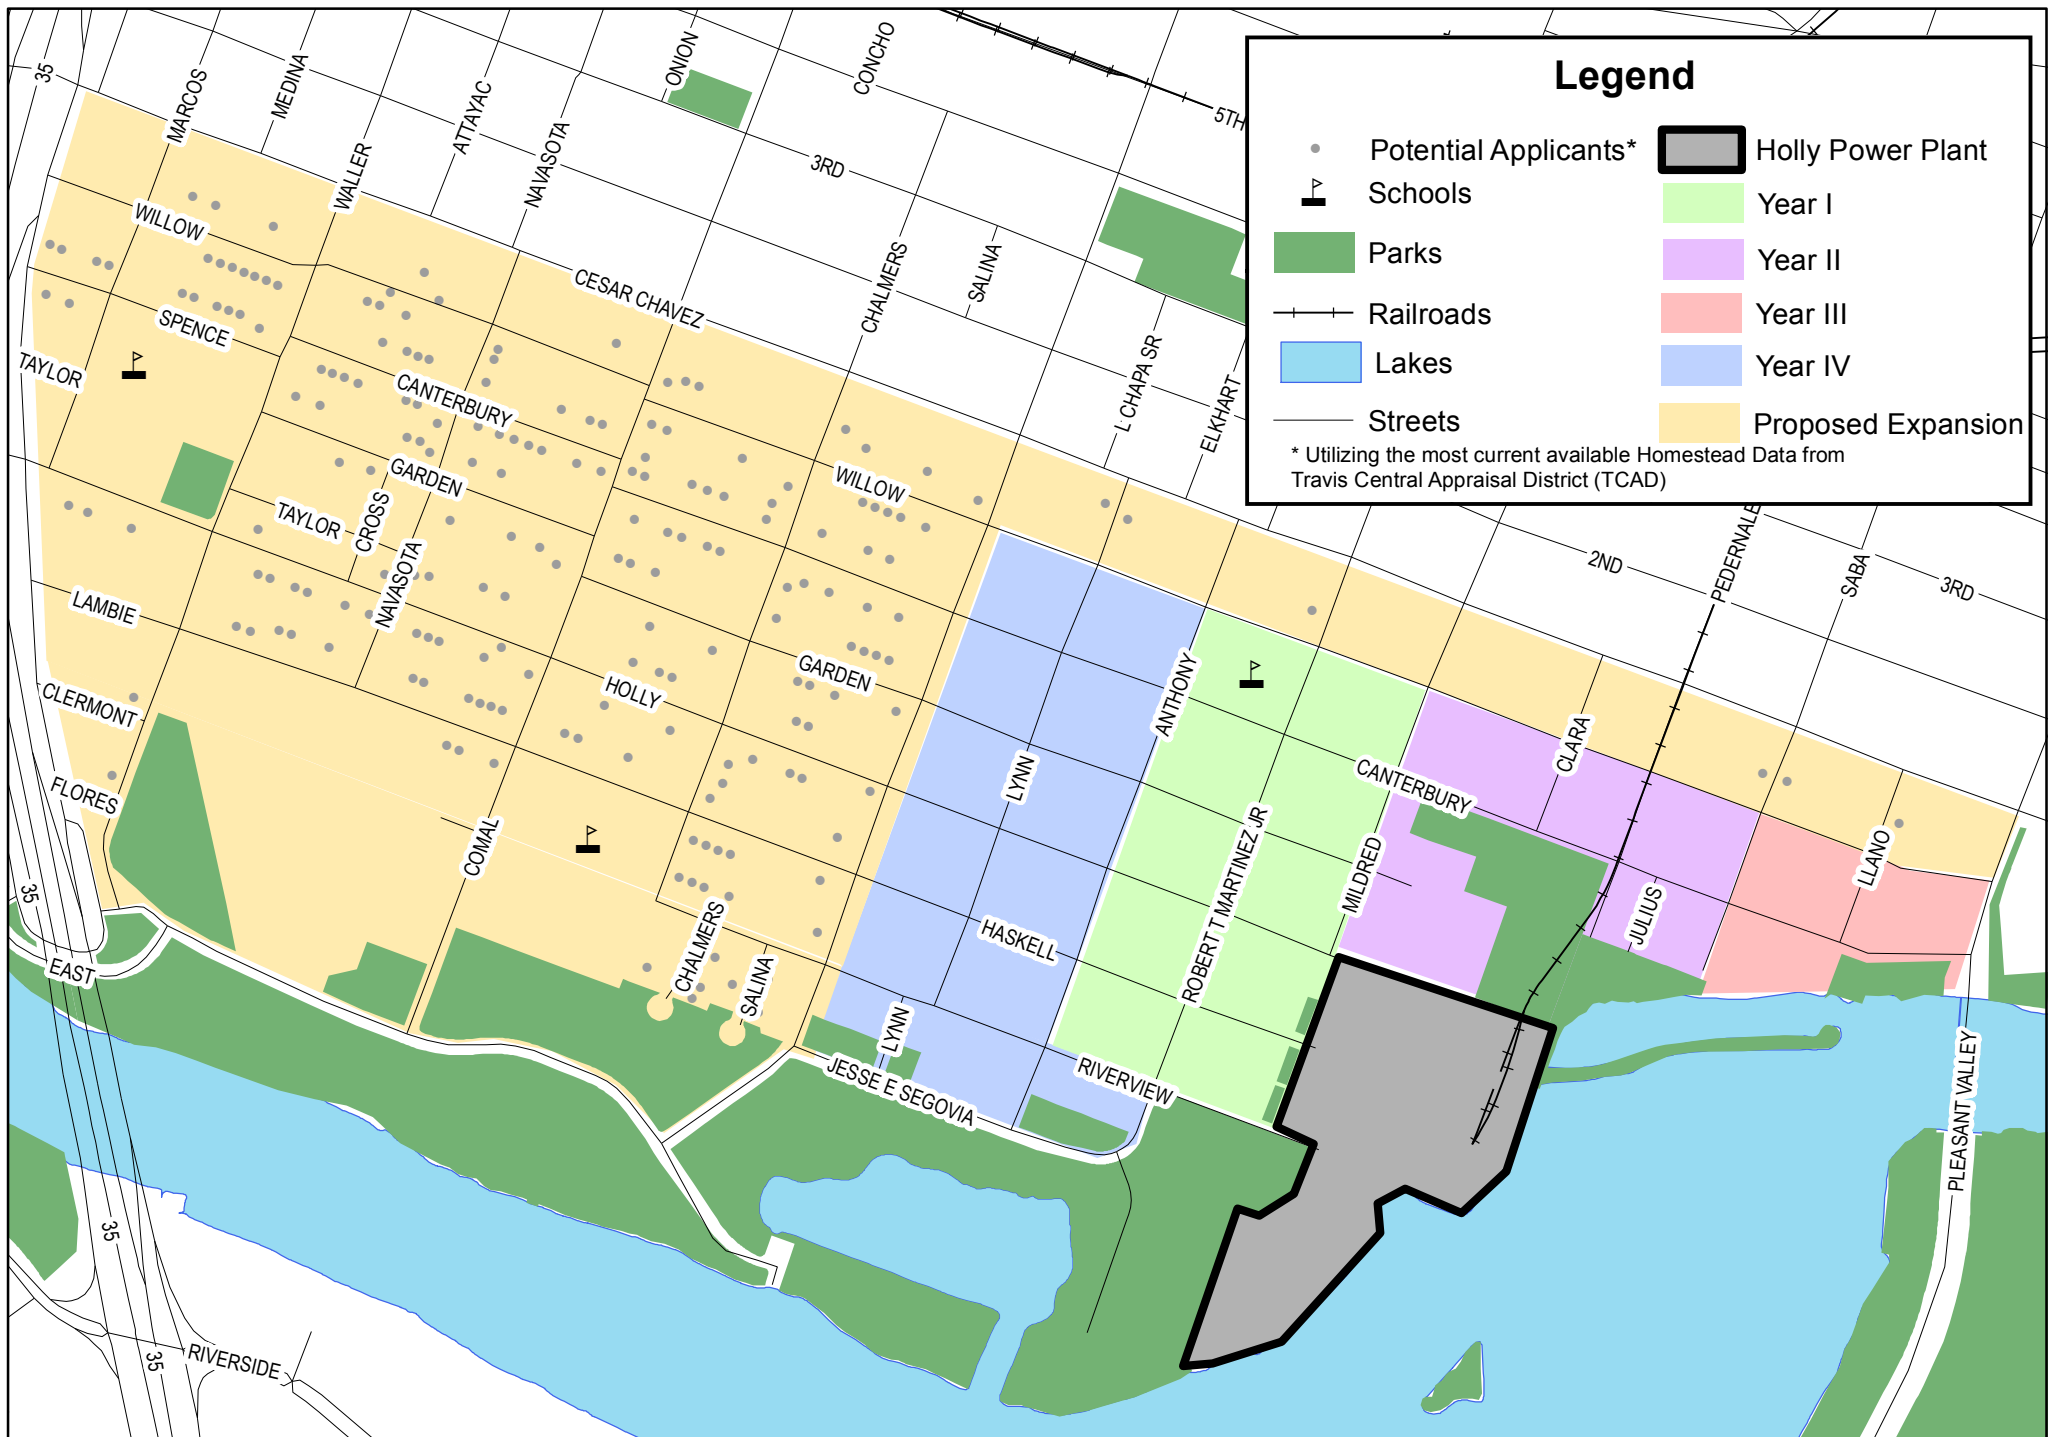 Legend
Potential Applicants*
Schools
Parks
Railroads
Lakes
Streets
Holly Power Plant
Year I
Year II
Year III
Year IV
Proposed Expansion
* Utilizing the most current available Homestead Data from
Travis Central Appraisal District (TCAD)
35
MARCOS
MEDINA
WALLER
ATTAYAC
NAVASOTA
ONION
CONCHO
5TH
3RD
WILLOW
CESAR CHAVEZ
CHALMERS
SALINA
L CHAPA SR
ELKHART
SPENCE
TAYLOR
CANTERBURY
GARDEN
TAYLOR
CROSS
NAVASOTA
WILLOW
2ND
PEDERNALE
SABA
3RD
LAMBIE
HOLLY
GARDEN
ANTHONY
CLERMONT
FLORES
COMAL
LYNN
CANTERBURY
CLARA
ROBERT T MARTINEZ JR
MILDRED
JULIUS
LLANO
35
EAST
CHALMERS
SALINA
HASKELL
LYNN
RIVERVIEW
JESSE E SEGOVIA
PLEASANT VALLEY
35
35
RIVERSIDE